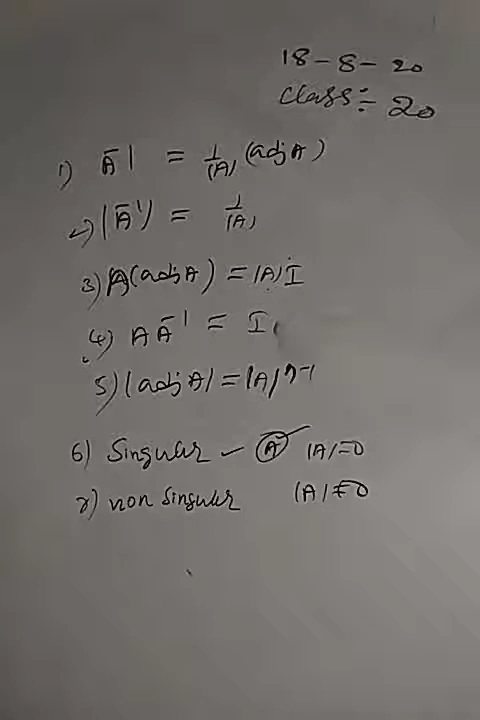 18-8-20
Class:- 20
1) A⁻¹ = 1/|A| (adj A)
2) |A⁻¹| = 1/|A|
3) A(adj A) = |A| I
4) A A⁻¹ = I
5) |adj A| = |A|ⁿ⁻¹
6) Singular - A |A|=0
7) non Singular |A|≠0